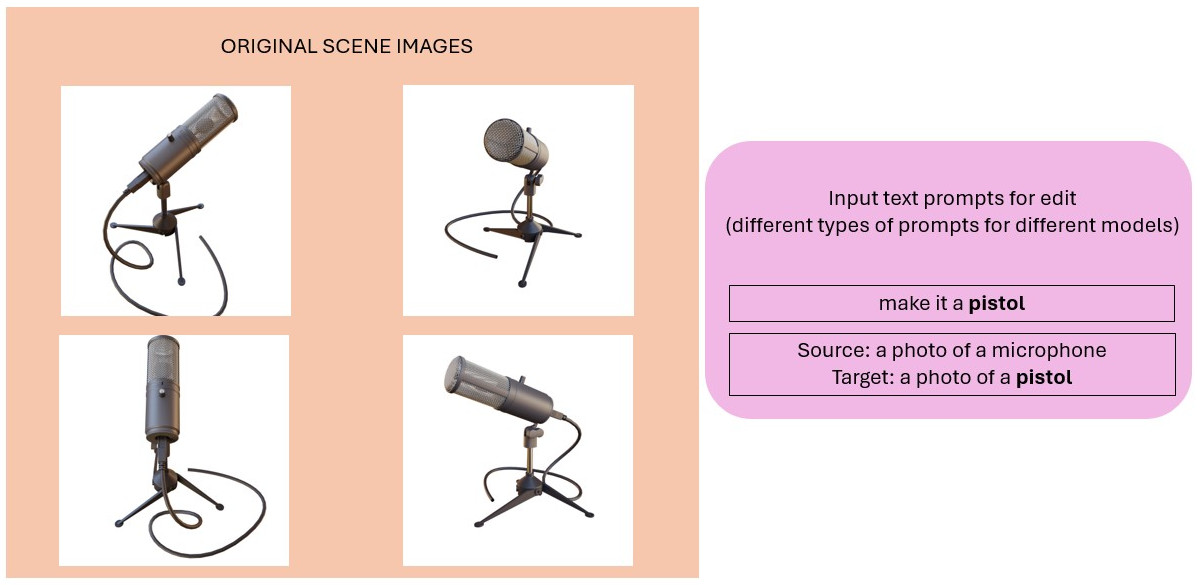 ORIGINAL SCENE IMAGES
Input text prompts for edit
(different types of prompts for different models)
make it a pistol
Source: a photo of a microphone
Target: a photo of a pistol